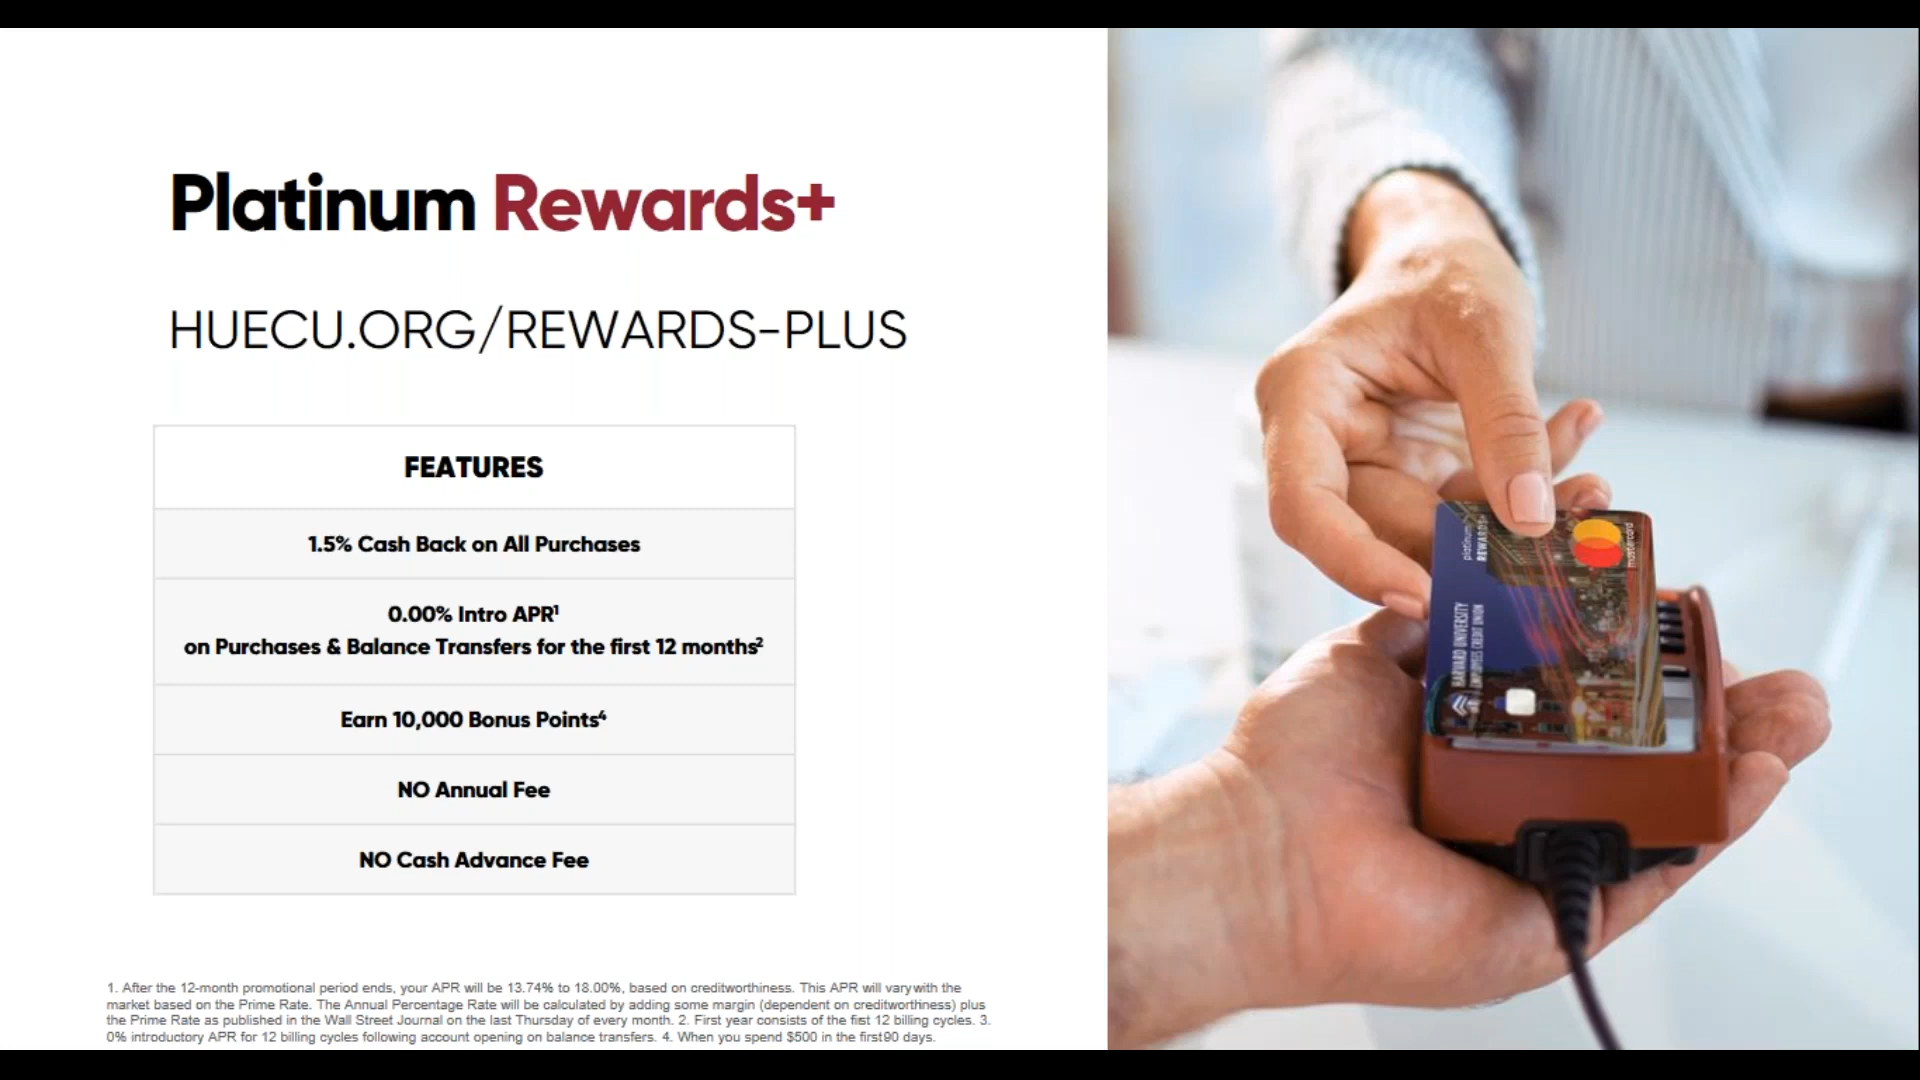 Platinum Rewards+
HUECU.ORG/REWARDS-PLUS
FEATURES
1.5% Cash Back on All Purchases
0.00% Intro APR¹
on Purchases & Balance Transfers for the first 12 months²
Earn 10,000 Bonus Points⁴
NO Annual Fee
NO Cash Advance Fee
1. After the 12-month promotional period ends, your APR will be 13.74% to 18.00%, based on creditworthiness. This APR will vary with the
market based on the Prime Rate. The Annual Percentage Rate will be calculated by adding some margin (dependent on creditworthiness) plus
the Prime Rate as published in the Wall Street Journal on the last Thursday of every month. 2. First year consists of the fist 12 billing cycles. 3.
0% introductory APR for 12 billing cycles following account opening on balance transfers. 4. When you spend $500 in the first 90 days.
platinum
REWARDS+
mastercard
HARVARD UNIVERSITY
EMPLOYEES CREDIT UNION